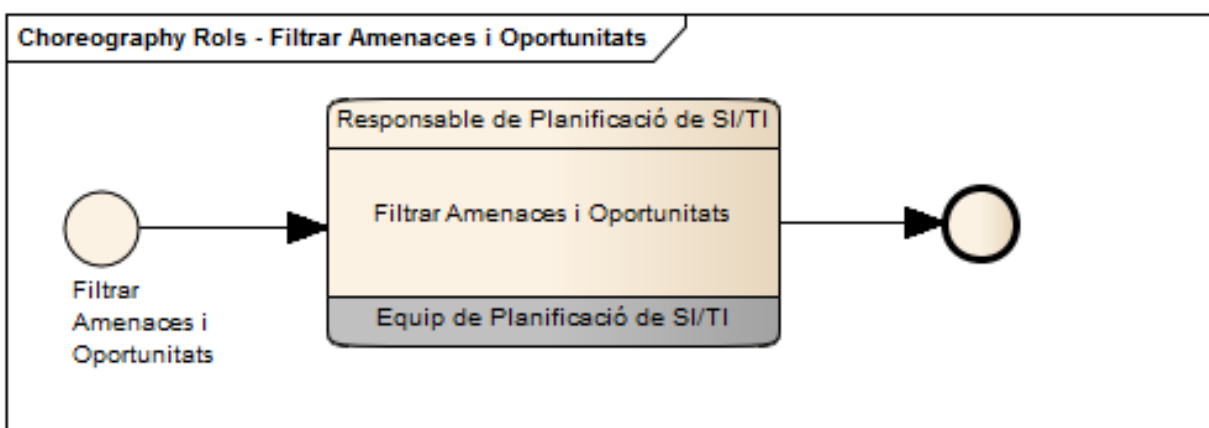 Choreography Rols - Filtrar Amenaces i Oportunitats
Responsable de Planificació de SI/TI
Filtrar Amenaces i Oportunitats
Equip de Planificació de SI/TI
Filtrar
Amenaces i
Oportunitats